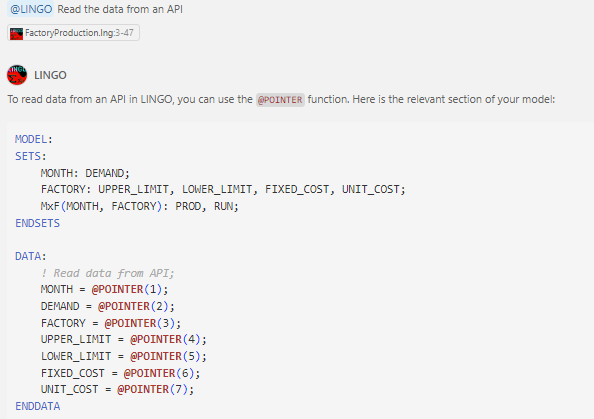 @LINGO Read the data from an API
FactoryProduction.lng:3-47
LINGO
To read data from an API in LINGO, you can use the @POINTER function. Here is the relevant section of your model:
MODEL:
SETS:
MONTH: DEMAND;
FACTORY: UPPER_LIMIT, LOWER_LIMIT, FIXED_COST, UNIT_COST;
MxF(MONTH, FACTORY): PROD, RUN;
ENDSETS
DATA:
! Read data from API;
MONTH = @POINTER(1);
DEMAND = @POINTER(2);
FACTORY = @POINTER(3);
UPPER_LIMIT = @POINTER(4);
LOWER_LIMIT = @POINTER(5);
FIXED_COST = @POINTER(6);
UNIT_COST = @POINTER(7);
ENDDATA